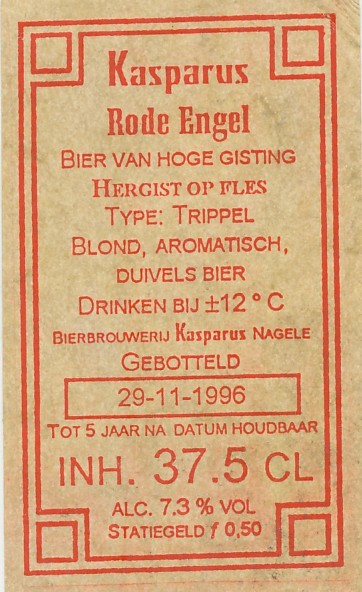 Kasparus
Rode Engel
BIER VAN HOGE GISTING
HERGIST OP FLES
TYPE: TRIPPEL
BLOND, AROMATISCH,
DUIVELS BIER
DRINKEN BIJ ±12 ° C
BIERBROUWERIJ Kasparus NAGELE
GEBOTTELD
29-11-1996
TOT 5 JAAR NA DATUM HOUDBAAR
INH. 37.5 CL
ALC. 7.3 % VOL
STATIEGELD ƒ 0,50